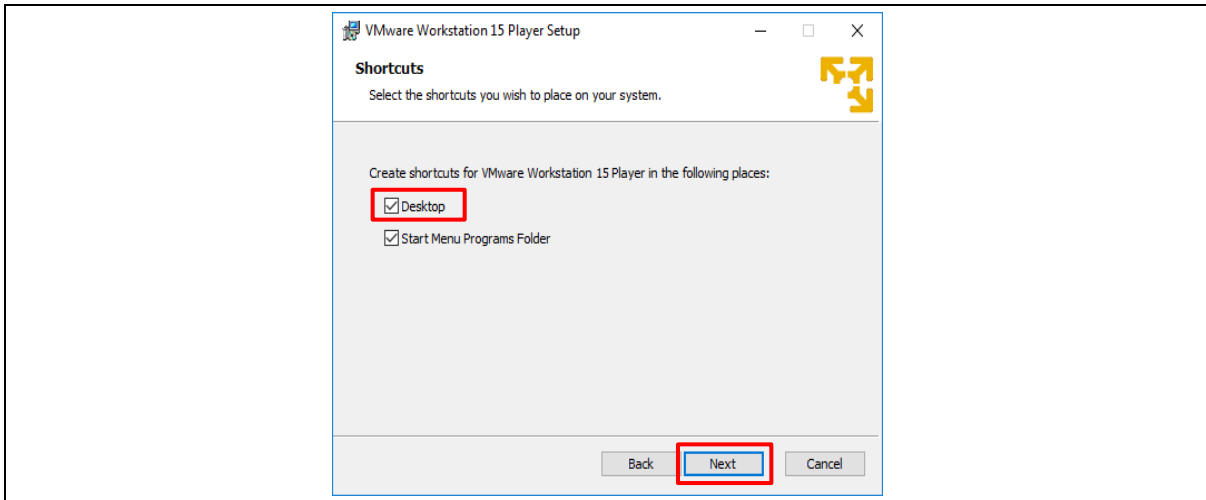 VMware Workstation 15 Player Setup
Shortcuts
Select the shortcuts you wish to place on your system.
Create shortcuts for VMware Workstation 15 Player in the following places:
Desktop
Start Menu Programs Folder
Back Next Cancel